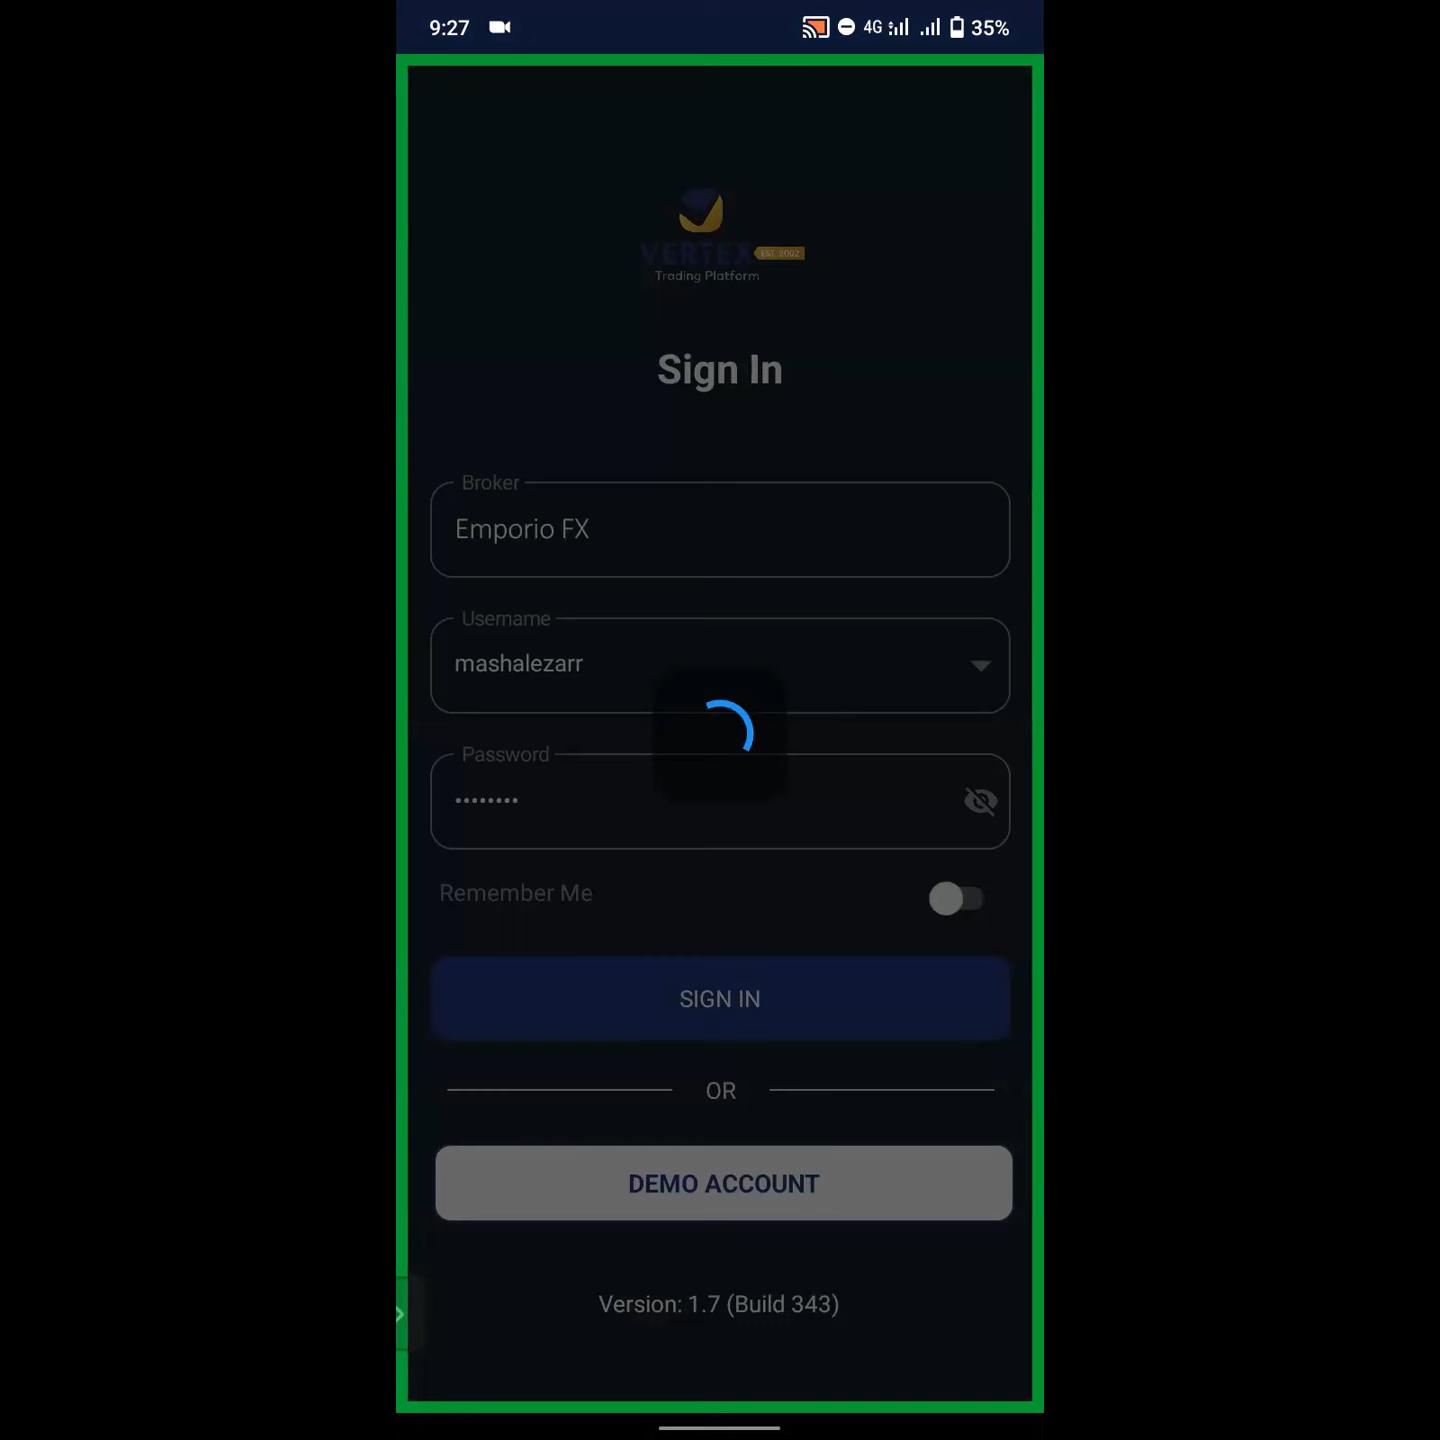 9:27 4G 35%
VERTEX EST. 2002
Trading Platform
Sign In
Broker
Emporio FX
Username
mashalezarr
Password
••••••••
Remember Me
SIGN IN
OR
DEMO ACCOUNT
Version: 1.7 (Build 343)